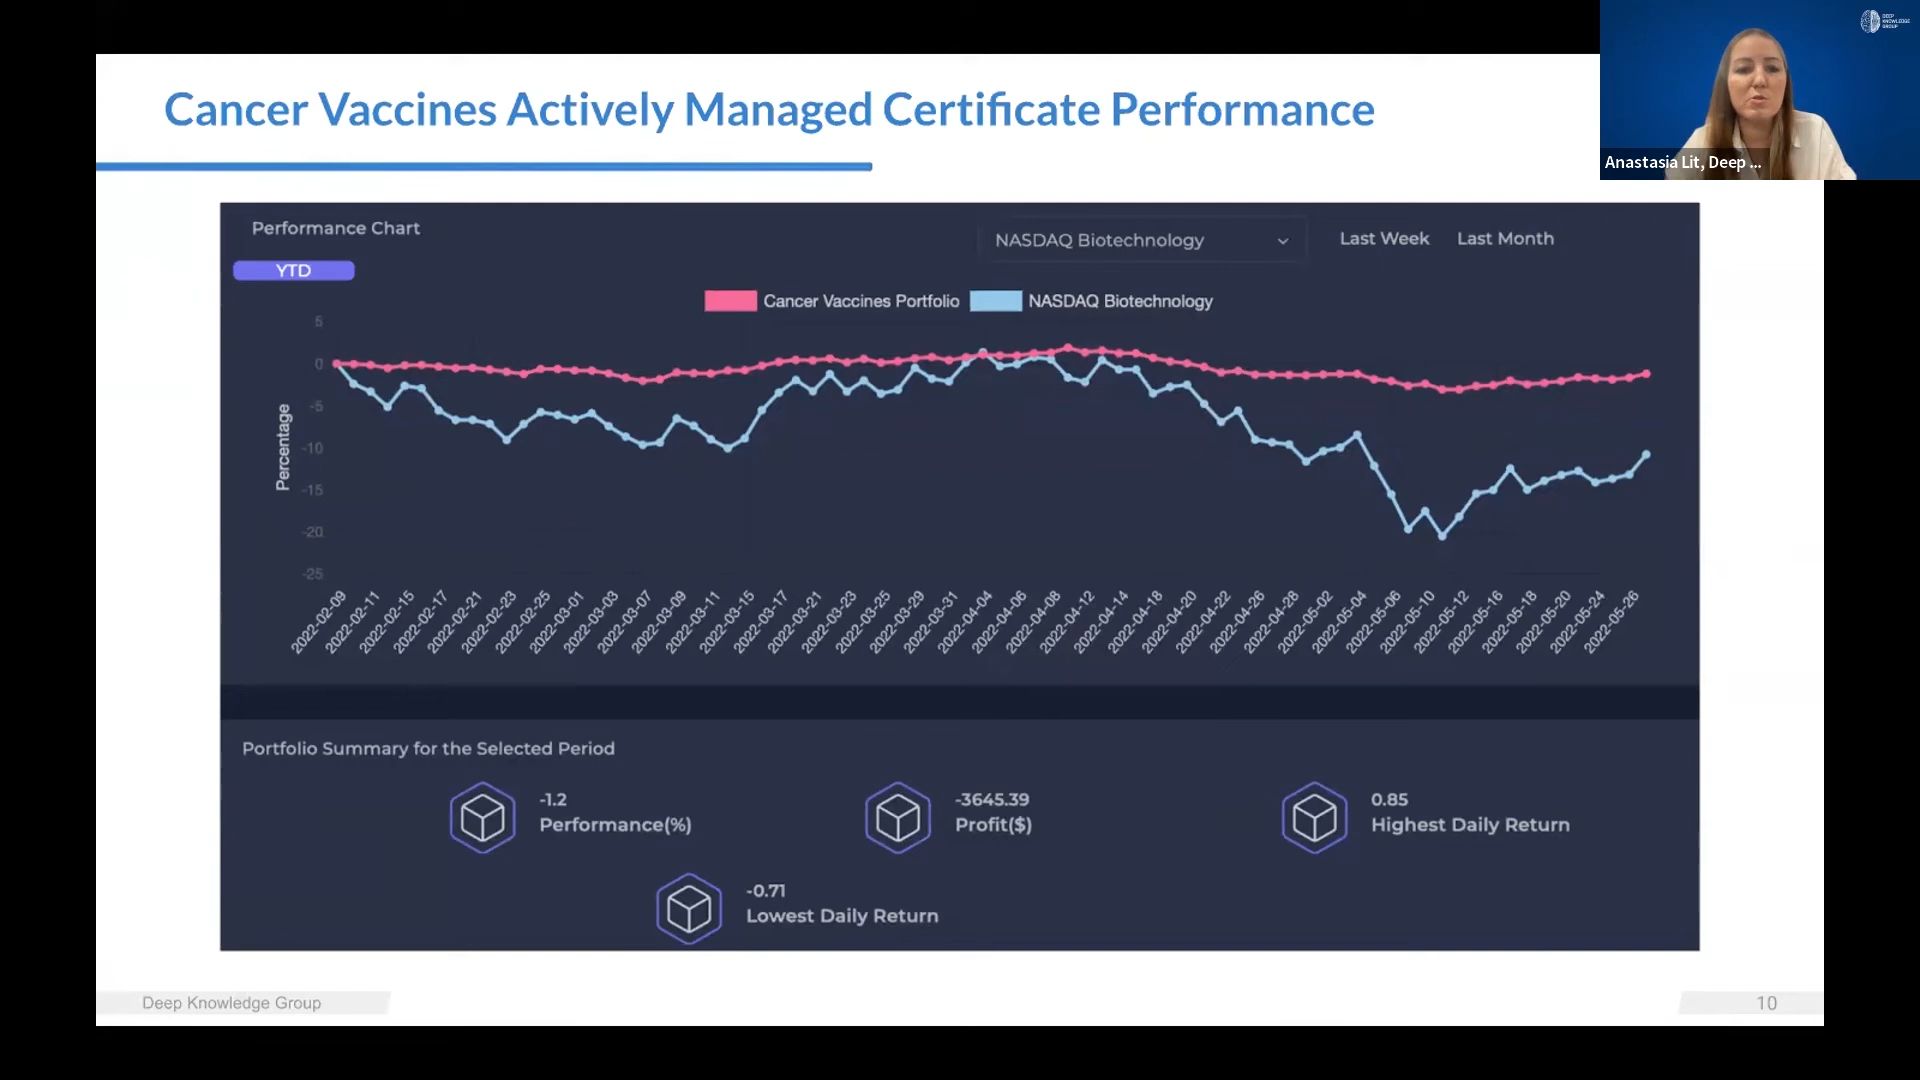 DEEP
KNOWLEDGE
GROUP
Anastasia Lit, Deep ...
Cancer Vaccines Actively Managed Certificate Performance
Performance Chart
NASDAQ Biotechnology
Last Week
Last Month
YTD
Cancer Vaccines Portfolio
NASDAQ Biotechnology
Percentage
5
0
-5
-10
-15
-20
-25
2022-02-09
2022-02-11
2022-02-15
2022-02-17
2022-02-21
2022-02-23
2022-02-25
2022-03-01
2022-03-03
2022-03-07
2022-03-09
2022-03-11
2022-03-15
2022-03-17
2022-03-21
2022-03-23
2022-03-25
2022-03-29
2022-03-31
2022-04-04
2022-04-06
2022-04-08
2022-04-12
2022-04-14
2022-04-18
2022-04-20
2022-04-22
2022-04-26
2022-04-28
2022-05-02
2022-05-04
2022-05-06
2022-05-10
2022-05-12
2022-05-16
2022-05-18
2022-05-20
2022-05-24
2022-05-26
Portfolio Summary for the Selected Period
-1.2
Performance(%)
-3645.39
Profit($)
0.85
Highest Daily Return
-0.71
Lowest Daily Return
Deep Knowledge Group
10